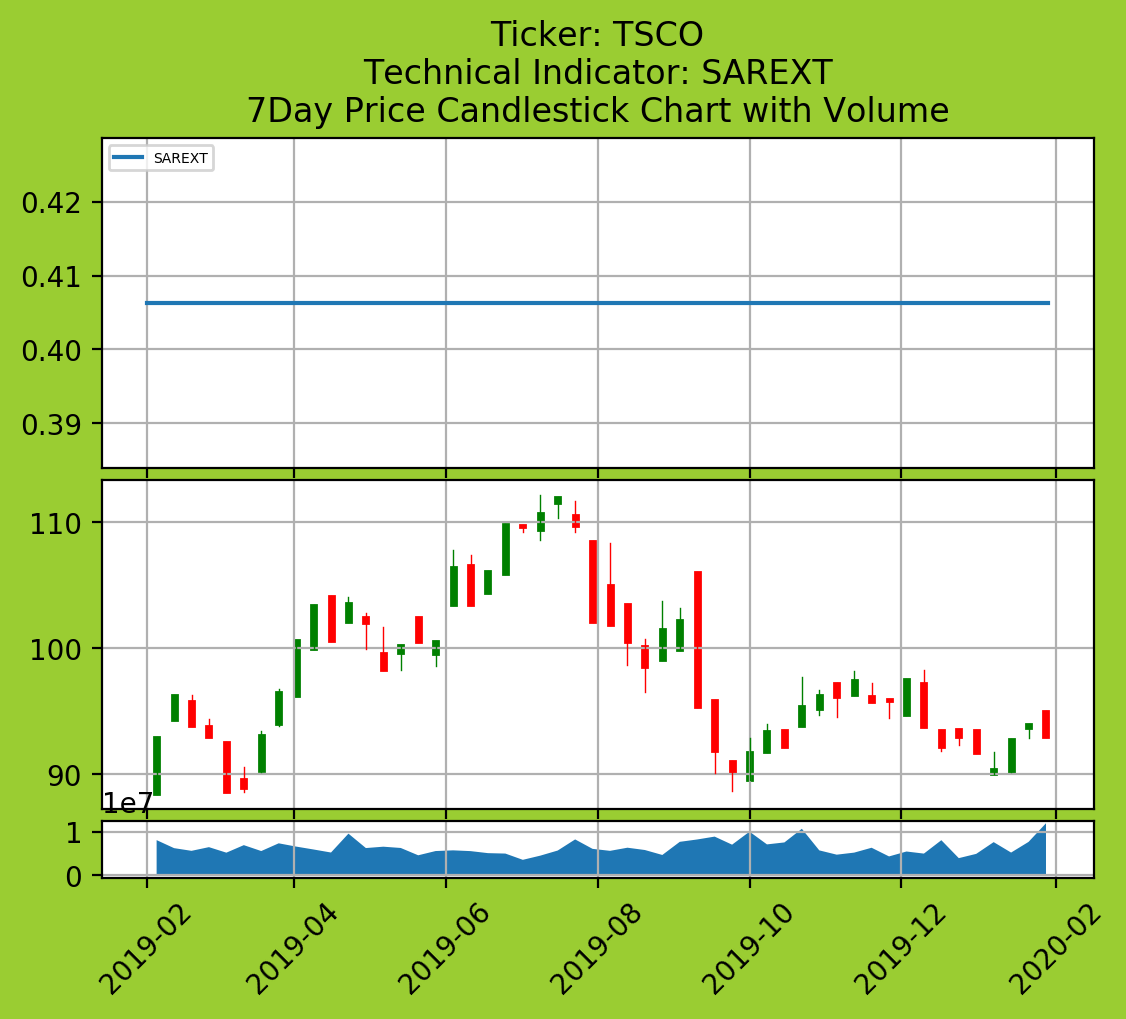 Ticker: TSCO
Technical Indicator: SAREXT
7Day Price Candlestick Chart with Volume
SAREXT
0.42
0.41
0.40
0.39
110
100
90
1e7
1
0
2019-02 2019-04 2019-06 2019-08 2019-10 2019-12 2020-02